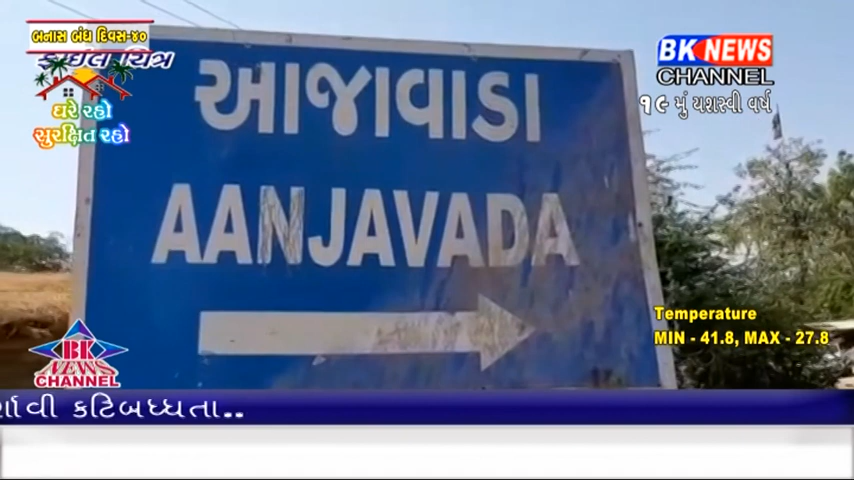 બનાસ બંધ દિવસ-૪૦
ફાઈલ ચિત્ર
ઘરે રહો
સુરક્ષિત રહો
BK NEWS
CHANNEL
૧૯ મું યશસ્વી વર્ષ
આજાવાડા
AANJAVADA
Temperature
MIN - 41.8, MAX - 27.8
BK
NEWS
CHANNEL
ર્શાવી કટિબધ્ધતા..